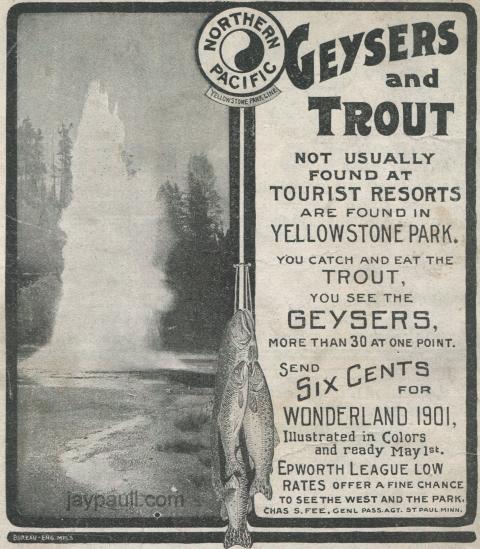 NORTHERN
PACIFIC
YELLOWSTONE PARK LINE
GEYSERS
and
TROUT
NOT USUALLY
FOUND AT
TOURIST RESORTS
ARE FOUND IN
YELLOWSTONE PARK.
YOU CATCH AND EAT THE
TROUT,
YOU SEE THE
GEYSERS,
MORE THAN 30 AT ONE POINT.
SEND
SIX CENTS
FOR
WONDERLAND 1901,
Illustrated in Colors
and ready May 1st.
EPWORTH LEAGUE LOW
RATES OFFER A FINE CHANCE
TO SEE THE WEST AND THE PARK.
CHAS S. FEE, GENL PASS. AGT. ST PAUL MINN.
jaypaull.com
BUREAU-ENG. MPLS